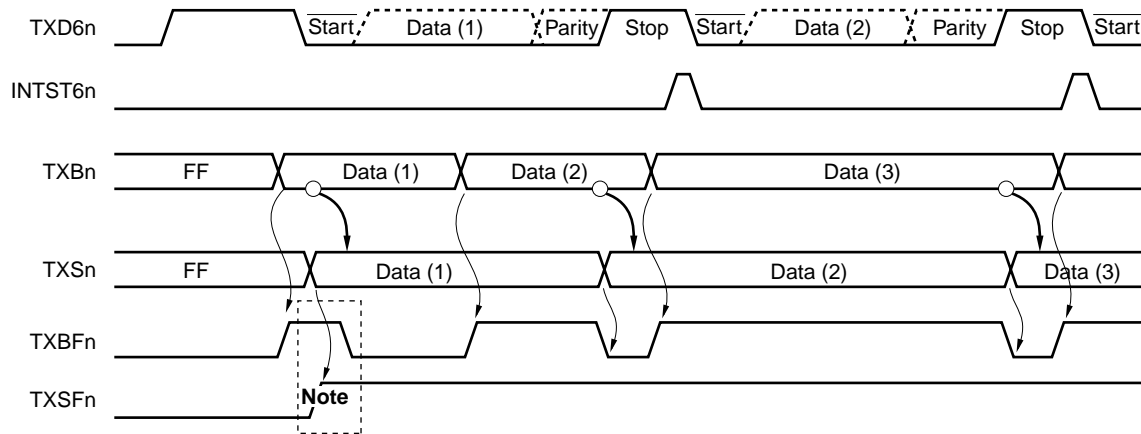 TXD6n Start Data (1) Parity Stop Start Data (2) Parity Stop Start
INTST6n
TXBn FF Data (1) Data (2) Data (3)
TXSn FF Data (1) Data (2) Data (3)
TXBFn
TXSFn Note